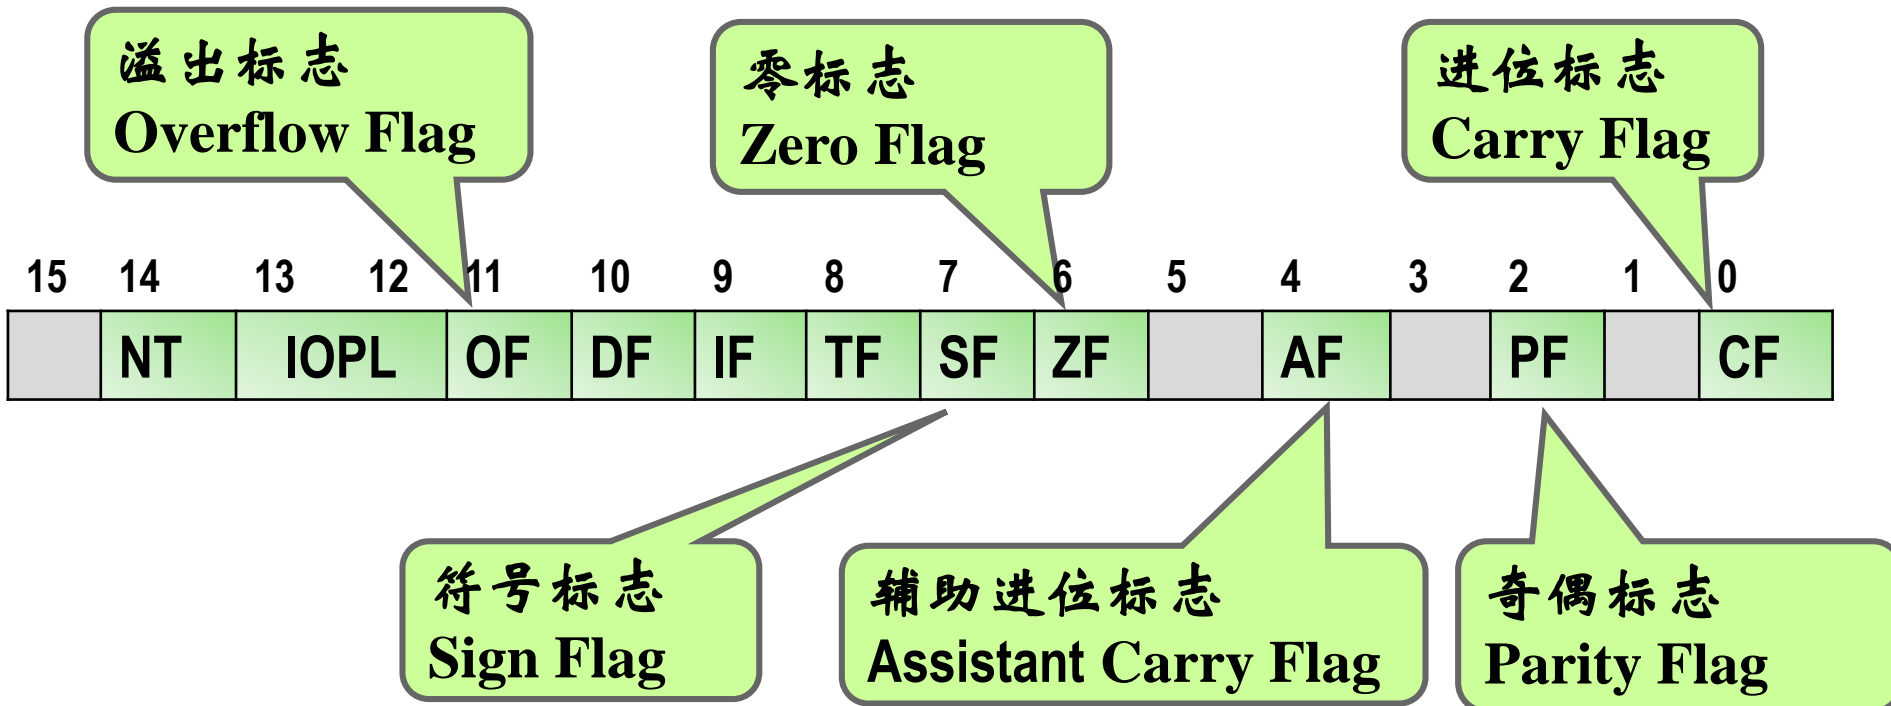 溢出标志
Overflow Flag
零标志
Zero Flag
进位标志
Carry Flag
15 14 13 12 11 10 9 8 7 6 5 4 3 2 1 0
NT IOPL OF DF IF TF SF ZF AF PF CF
符号标志
Sign Flag
辅助进位标志
Assistant Carry Flag
奇偶标志
Parity Flag